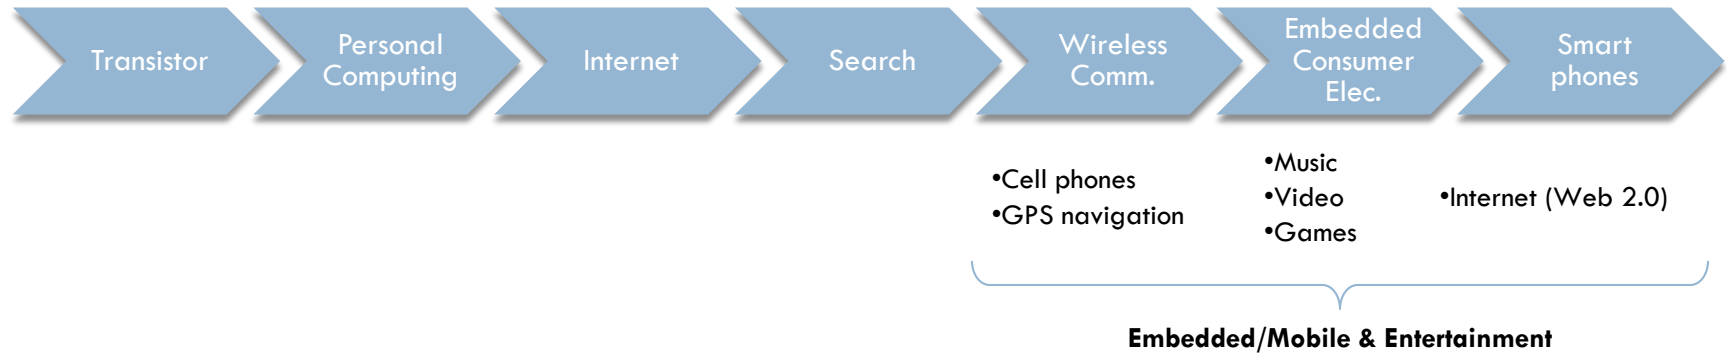 Transistor
Personal
Computing
Internet
Search
Wireless
Comm.
Embedded
Consumer
Elec.
Smart
phones
•Cell phones
•GPS navigation
•Music
•Video
•Games
•Internet (Web 2.0)
Embedded/Mobile & Entertainment